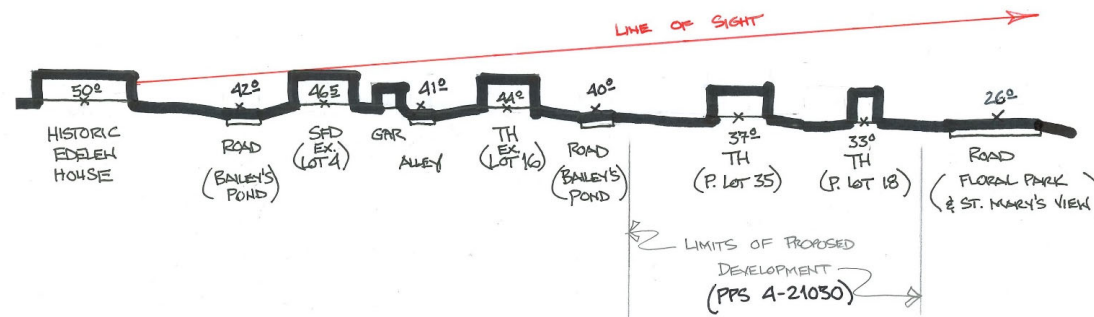 LINE OF SIGHT
50º
HISTORIC
EDELEN
HOUSE
42º
ROAD
(BAILEY'S
POND)
46⁵
SFD
(EX.
LOT 4)
GAR
41º
ALLEY
44º
TH
(EX.
LOT 16)
40º
ROAD
(BAILEY'S
POND)
37º
TH
(P. LOT 35)
33º
TH
(P. LOT 18)
26º
ROAD
(FLORAL PARK
& ST. MARY'S VIEW)
LIMITS OF PROPOSED
DEVELOPMENT
(PPS 4-21030)